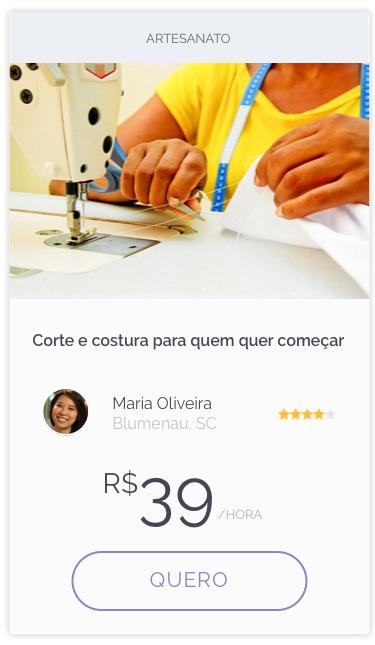 ARTESANATO
Corte e costura para quem quer começar
Maria Oliveira
Blumenau, SC
R$39 /HORA
QUERO